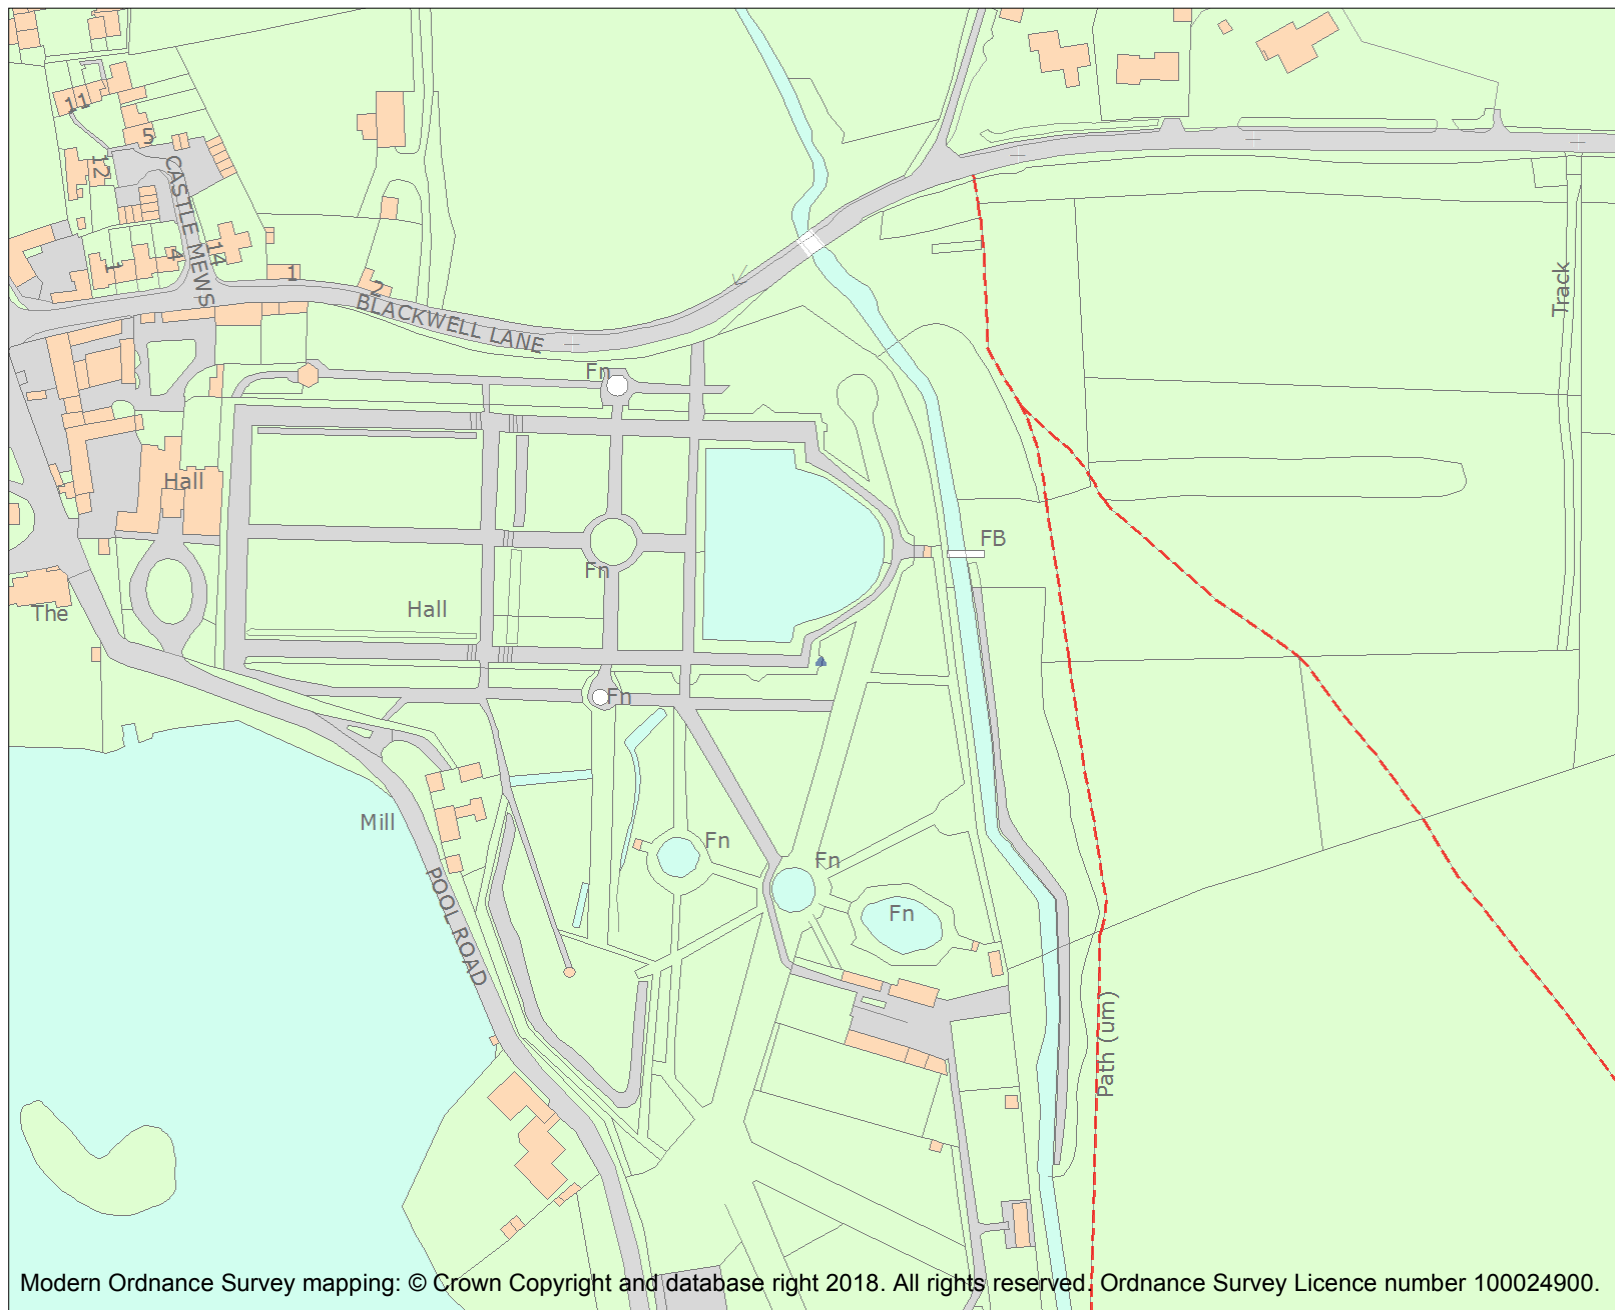 11
5
12
CASTLE MEWS
14
4
1
1
2
BLACKWELL LANE
Track
Fn
Hall
FB
Fn
Hall
The
Fn
Mill
Fn
Fn
Fn
POOL ROAD
Path (um)
Modern Ordnance Survey mapping: © Crown Copyright and database right 2018. All rights reserved. Ordnance Survey Licence number 100024900.